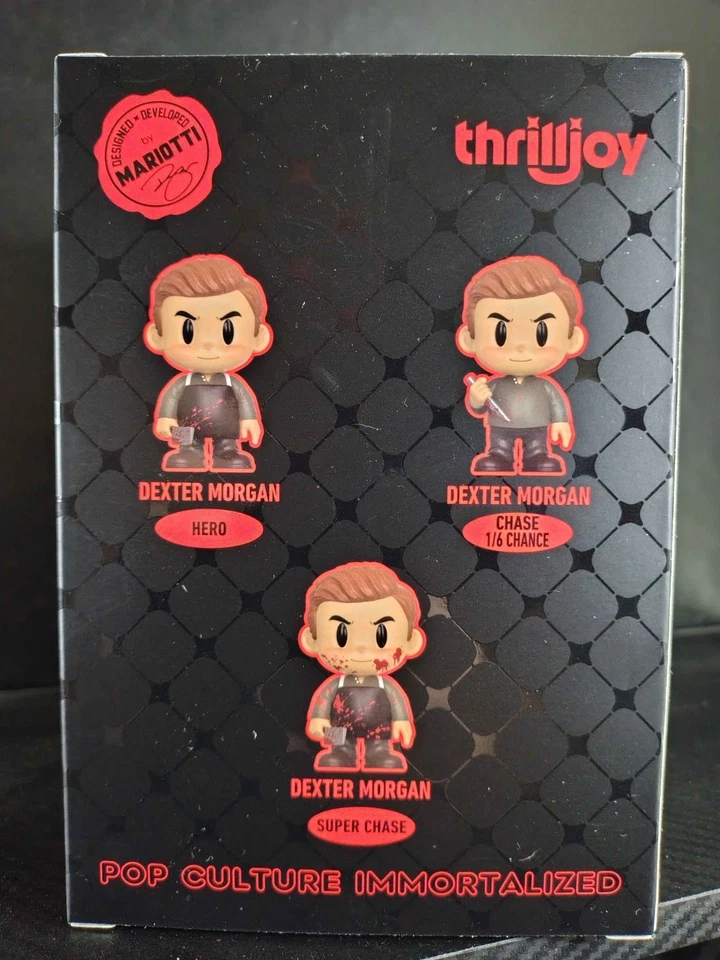 DESIGNED & DEVELOPED
by
MARIOTTI
thrilljoy
DEXTER MORGAN
HERO
DEXTER MORGAN
CHASE
1/6 CHANCE
DEXTER MORGAN
SUPER CHASE
POP CULTURE IMMORTALIZED